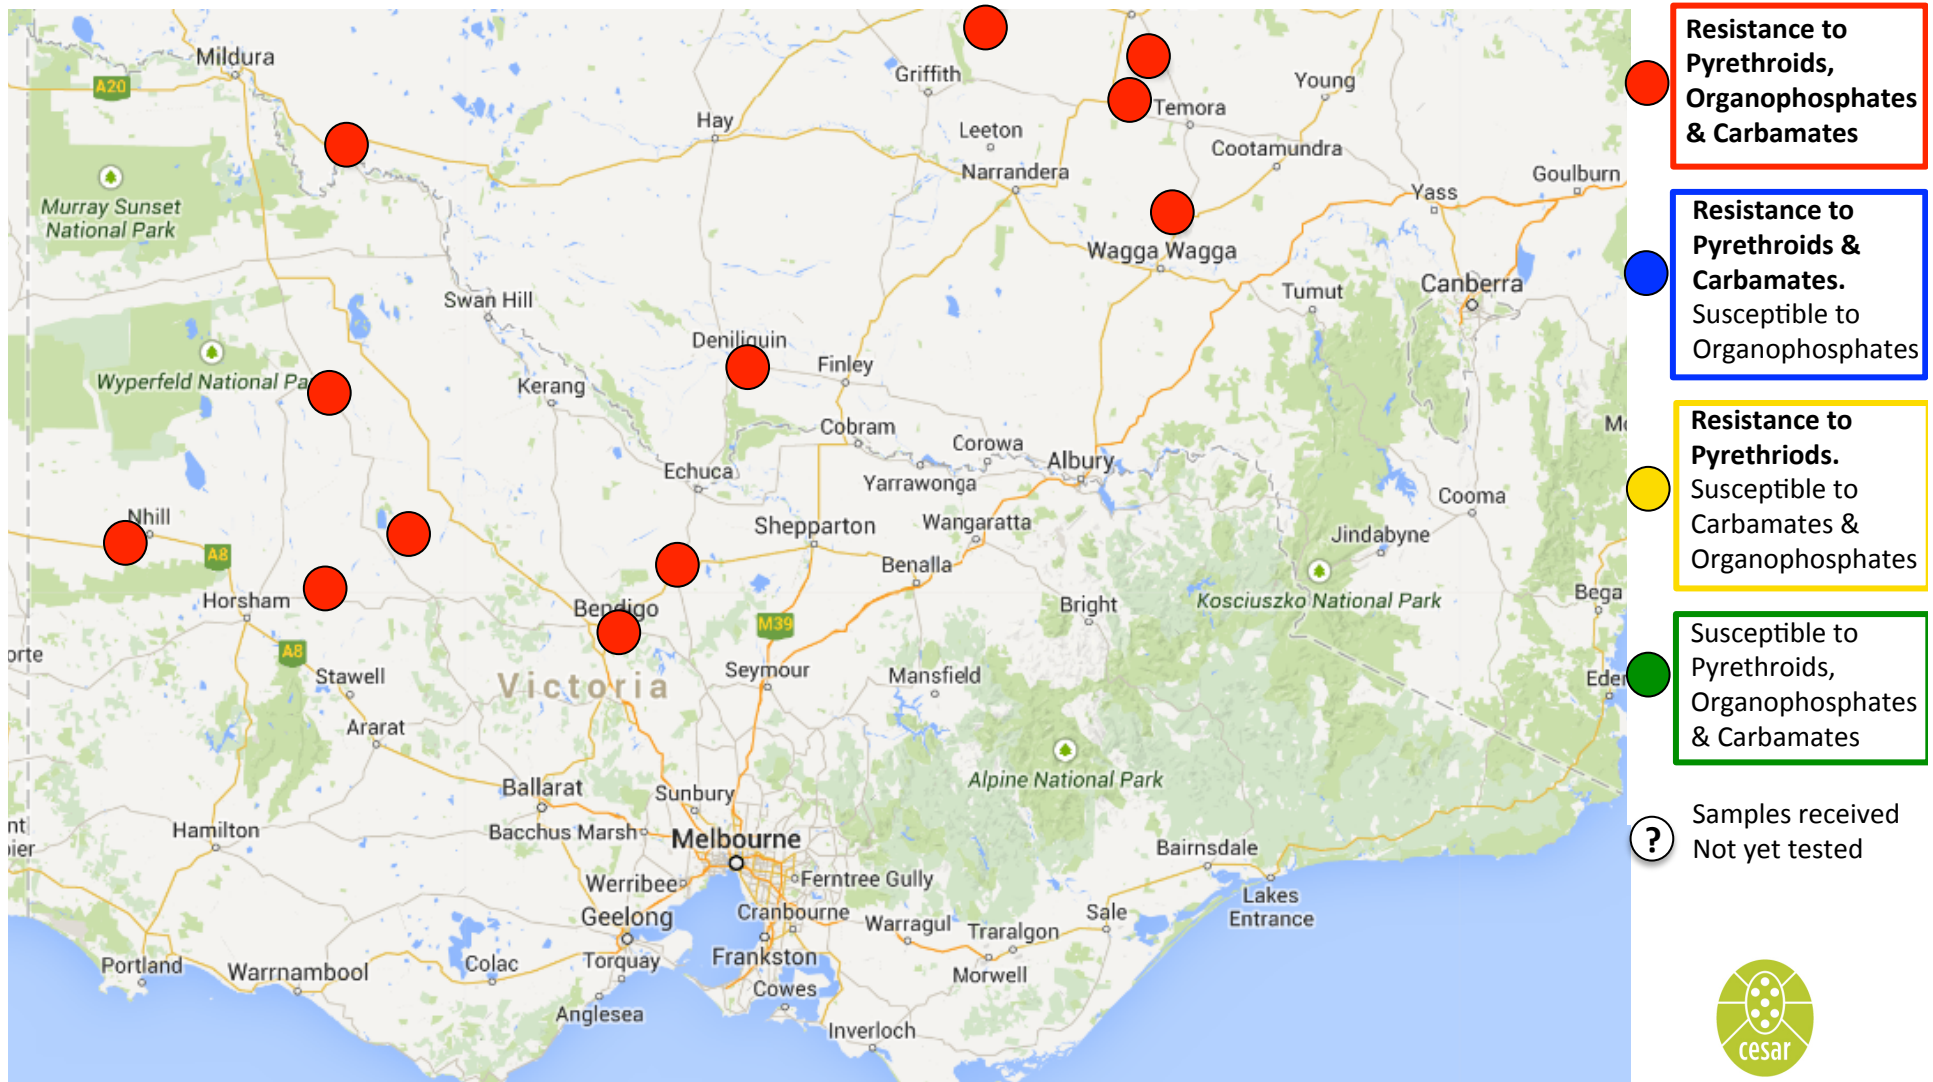 Mildura
A20
Griffith
Young
Hay
Temora
Leeton
Cootamundra
Narrandera
Goulburn
Yass
Murray Sunset
National Park
Wagga Wagga
Canberra
Tumut
Swan Hill
Deniliquin
Finley
Wyperfeld National Pa
Kerang
Cobram
Corowa
Albury
Echuca
Yarrawonga
Mo
Cooma
Nhill
Shepparton
Wangaratta
Jindabyne
A8
Benalla
Horsham
Bendigo
Bright
Kosciuszko National Park
Bega
M39
orte
A8
Stawell
Victoria
Seymour
Mansfield
Eder
Ararat
Alpine National Park
Ballarat
Sunbury
nt
bier
Hamilton
Bacchus Marsh
Melbourne
Bairnsdale
Werribee
Ferntree Gully
Lakes
Entrance
Geelong
Cranbourne
Warragul
Traralgon
Sale
Portland
Warrnambool
Colac
Torquay
Frankston
Morwell
Cowes
Anglesea
Inverloch
Resistance to
Pyrethroids,
Organophosphates
& Carbamates
Resistance to
Pyrethroids &
Carbamates.
Susceptible to
Organophosphates
Resistance to
Pyrethriods.
Susceptible to
Carbamates &
Organophosphates
Susceptible to
Pyrethroids,
Organophosphates
& Carbamates
?
Samples received
Not yet tested
cesar